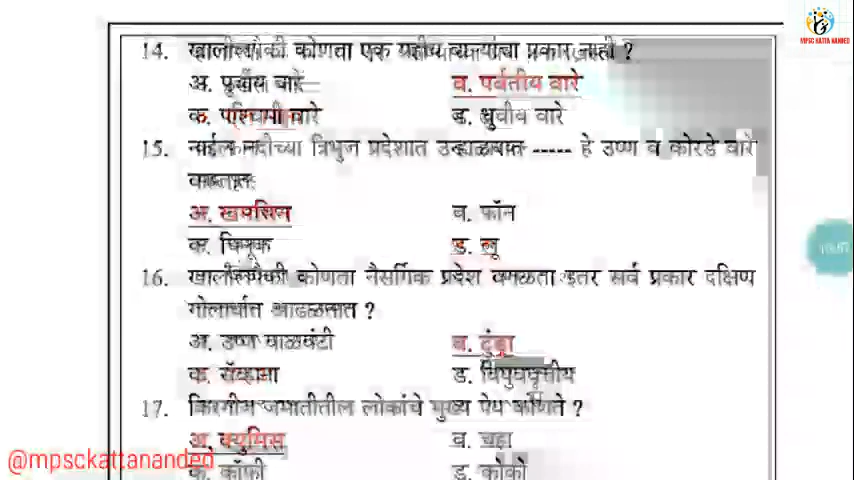 MPSC KATTA NANDED
14. खालीलपैकी कोणता एक ग्रहीय वाऱ्यांचा प्रकार नाही ?
अ. पूर्वीय वारे
ब. पर्वतीय वारे
क. पश्चिमी वारे
ड. ध्रुवीय वारे
15. नाईल नदीच्या त्रिभुज प्रदेशात उन्हाळ्यात ----- हे उष्ण व कोरडे वारे
वाहतात.
अ. खमसिन
ब. फॉन
क. चिनूक
ड. लू
16. खालीलपैकी कोणता नैसर्गिक प्रदेश वगळता इतर सर्व प्रकार दक्षिण
गोलार्धात आढळतात ?
अ. उष्ण वाळवंटी
ब. टुंड्रा
क. सॅव्हाना
ड. विषुववृत्तीय
17. किरगीज जमातीतील लोकांचे मुख्य पेय कोणते ?
अ. क्युमिस
ब. चहा
@mpsckattananded
क. कॉफी
ड. कोको